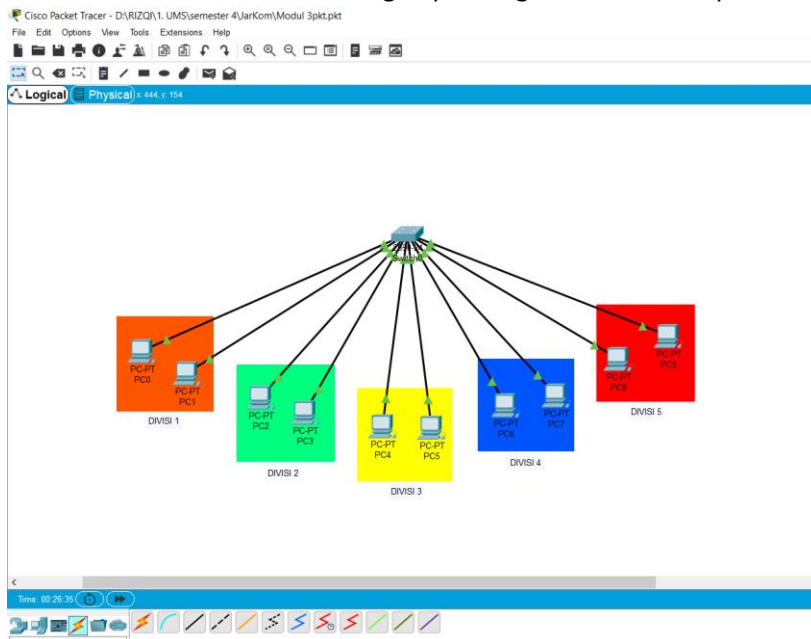 Cisco Packet Tracer - D:\RIZQI\1. UMS\semester 4\JarKom\Modul 3pkt.pkt
File Edit Options View Tools Extensions Help
Logical Physical x: 444, y: 154
Switch0
PC-PT
PC0
PC-PT
PC1
DIVISI 1
PC-PT
PC2
PC-PT
PC3
DIVISI 2
PC-PT
PC4
PC-PT
PC5
DIVISI 3
PC-PT
PC6
PC-PT
PC7
DIVISI 4
PC-PT
PC8
PC-PT
PC9
DIVISI 5
Time: 00:26:35